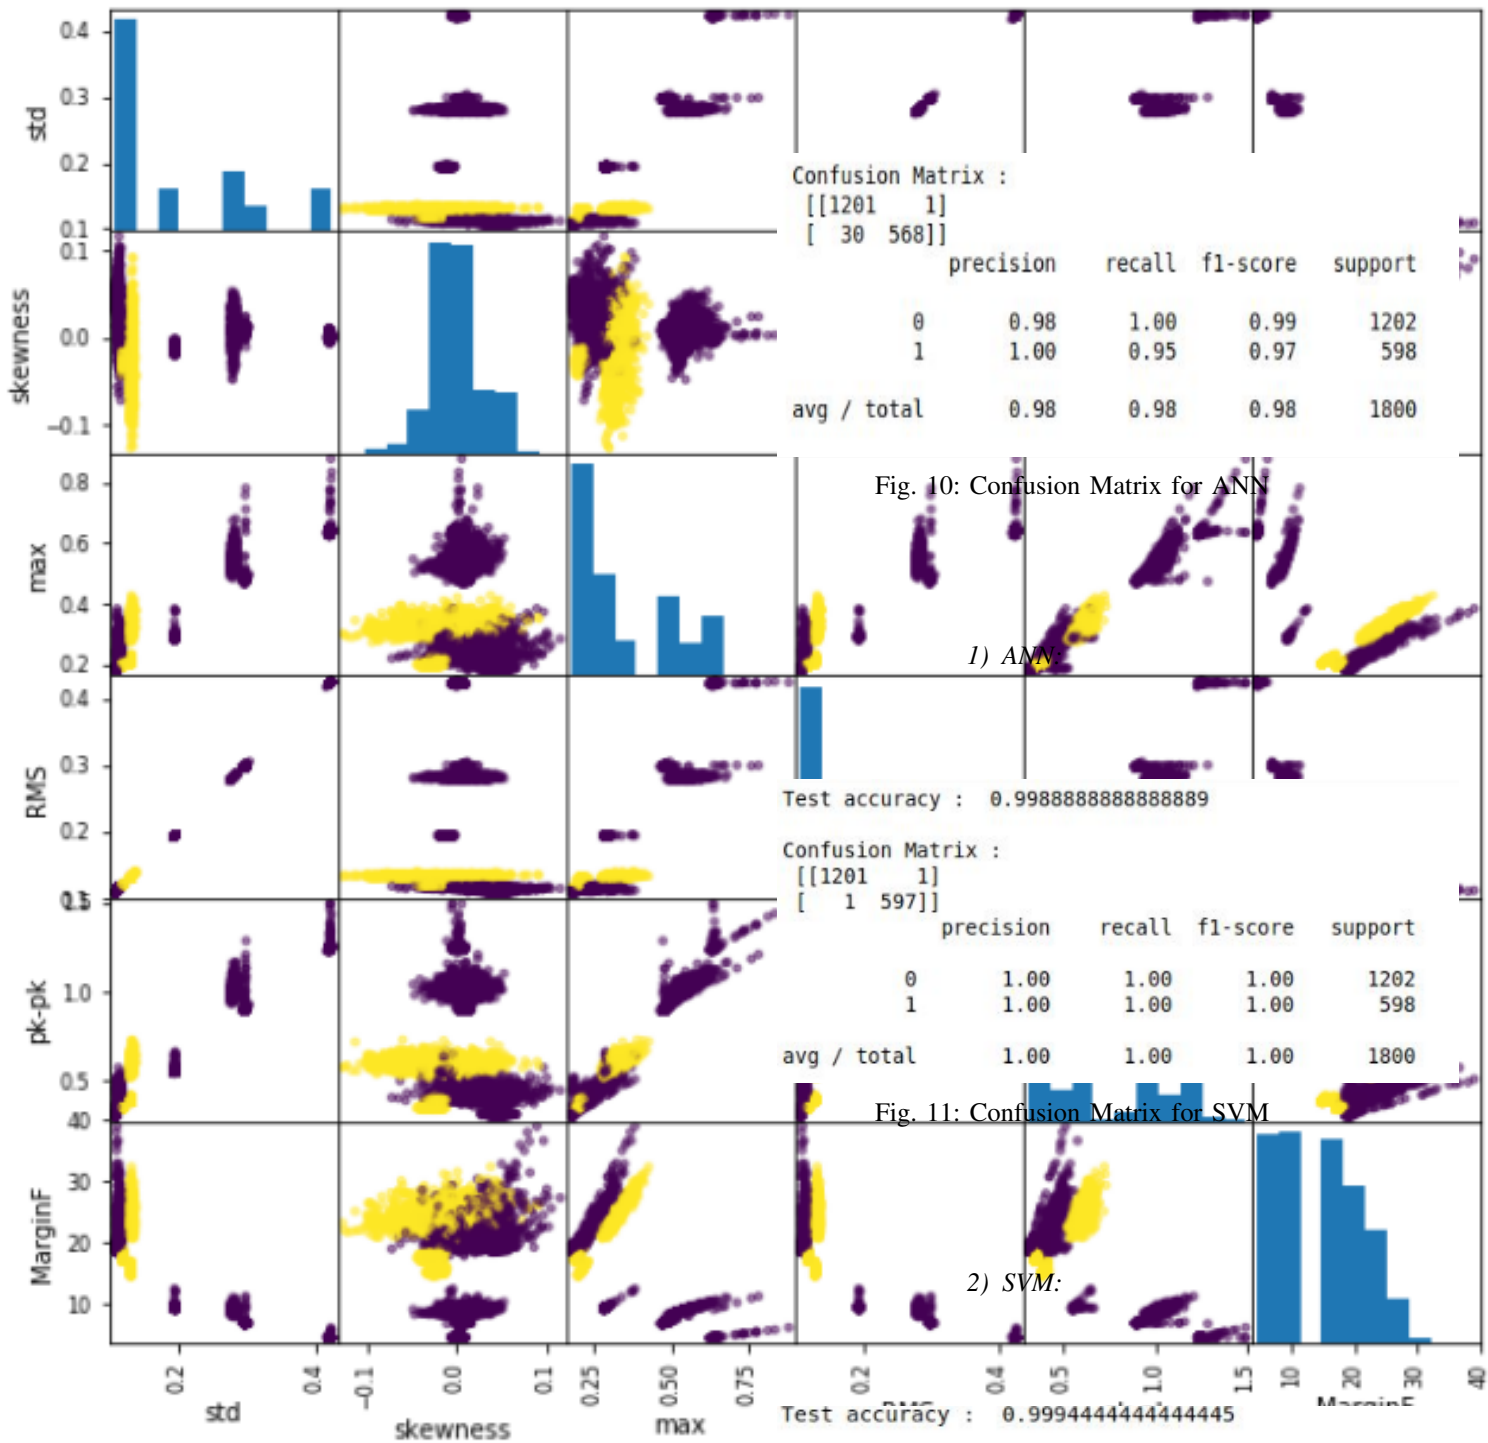 0.4
0.3
std
0.2
0.1
Confusion Matrix :
[[1201 1]
[ 30 568]]
precision recall f1-score support
0 0.98 1.00 0.99 1202
1 1.00 0.95 0.97 598
avg / total 0.98 0.98 0.98 1800
0.1
0.0
skewness
−0.1
Fig. 10: Confusion Matrix for ANN
0.8
0.6
max
0.4
0.2
1) ANN:
0.4
0.3
RMS
0.2
Test accuracy : 0.9988888888888889
Confusion Matrix :
[[1201 1]
[ 1 597]]
precision recall f1-score support
0 1.00 1.00 1.00 1202
1 1.00 1.00 1.00 598
avg / total 1.00 1.00 1.00 1800
1.0
pk-pk
0.5
Fig. 11: Confusion Matrix for SVM
40
30
MarginF
20
10
2) SVM:
0.2 0.4 −0.1 0.0 0.1 0.25 0.50 0.75 0.2 0.4 0.5 1.0 1.5 10 20 30 40
std skewness max MarginF
Test accuracy : 0.9994444444444445